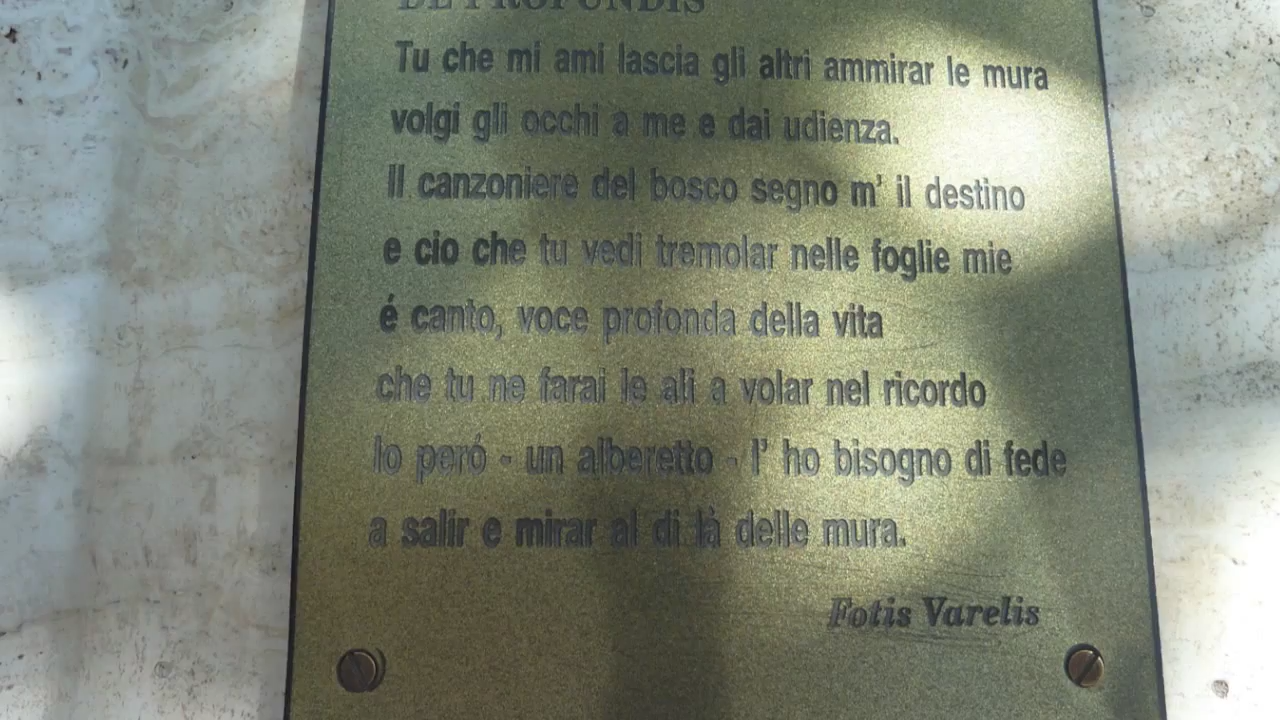 DE PROFUNDIS
Tu che mi ami lascia gli altri ammirar le mura
volgi gli occhi a me e dai udienza.
Il canzoniere del bosco segno m' il destino
e cio che tu vedi tremolar nelle foglie mie
é canto, voce profonda della vita
che tu ne farai le ali a volar nel ricordo
Io peró - un alberetto - l' ho bisogno di fede
a salir e mirar al di là delle mura.
Fotis Varelis